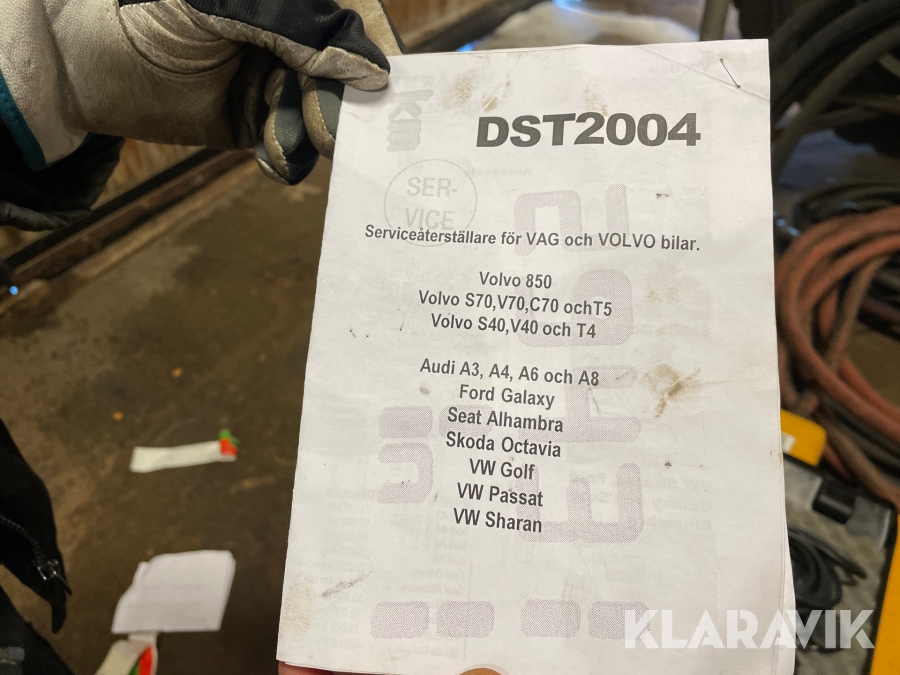 DST2004
SER-
VICE
Serviceåterställare för VAG och VOLVO bilar.
Volvo 850
Volvo S70,V70,C70 ochT5
Volvo S40,V40 och T4
Audi A3, A4, A6 och A8
Ford Galaxy
Seat Alhambra
Skoda Octavia
VW Golf
VW Passat
VW Sharan
KLARAVIK